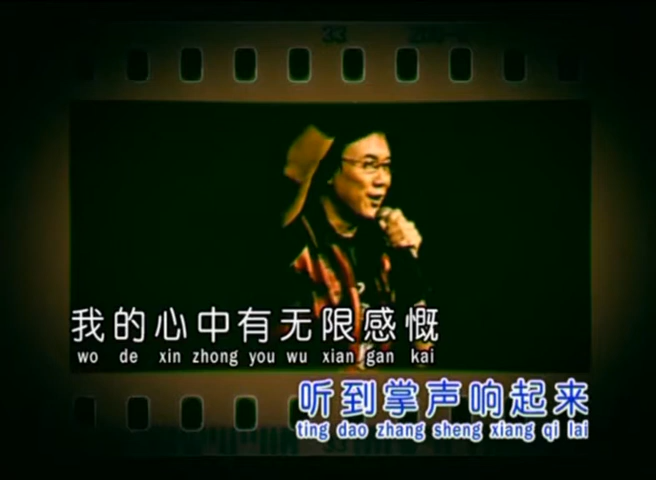 33
我的心中有无限感慨
wo de xin zhong you wu xian gan kai
听到掌声响起来
ting dao zhang sheng xiang qi lai